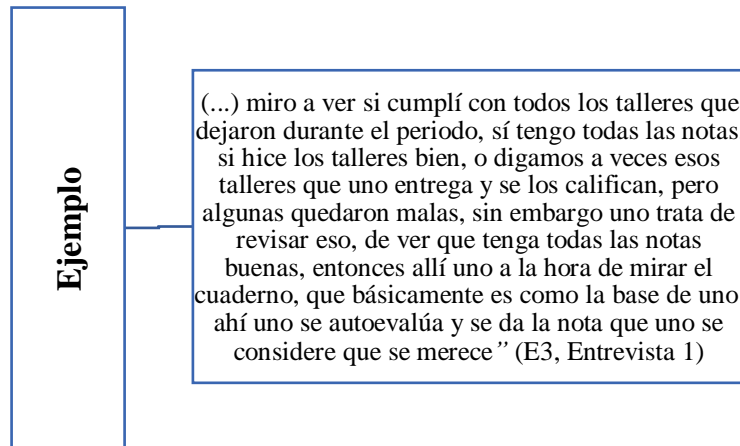 Ejemplo
(...) miro a ver si cumplí con todos los talleres que
dejaron durante el periodo, sí tengo todas las notas
si hice los talleres bien, o digamos a veces esos
talleres que uno entrega y se los califican, pero
algunas quedaron malas, sin embargo uno trata de
revisar eso, de ver que tenga todas las notas
buenas, entonces allí uno a la hora de mirar el
cuaderno, que básicamente es como la base de uno
ahí uno se autoevalúa y se da la nota que uno se
considere que se merece” (E3, Entrevista 1)